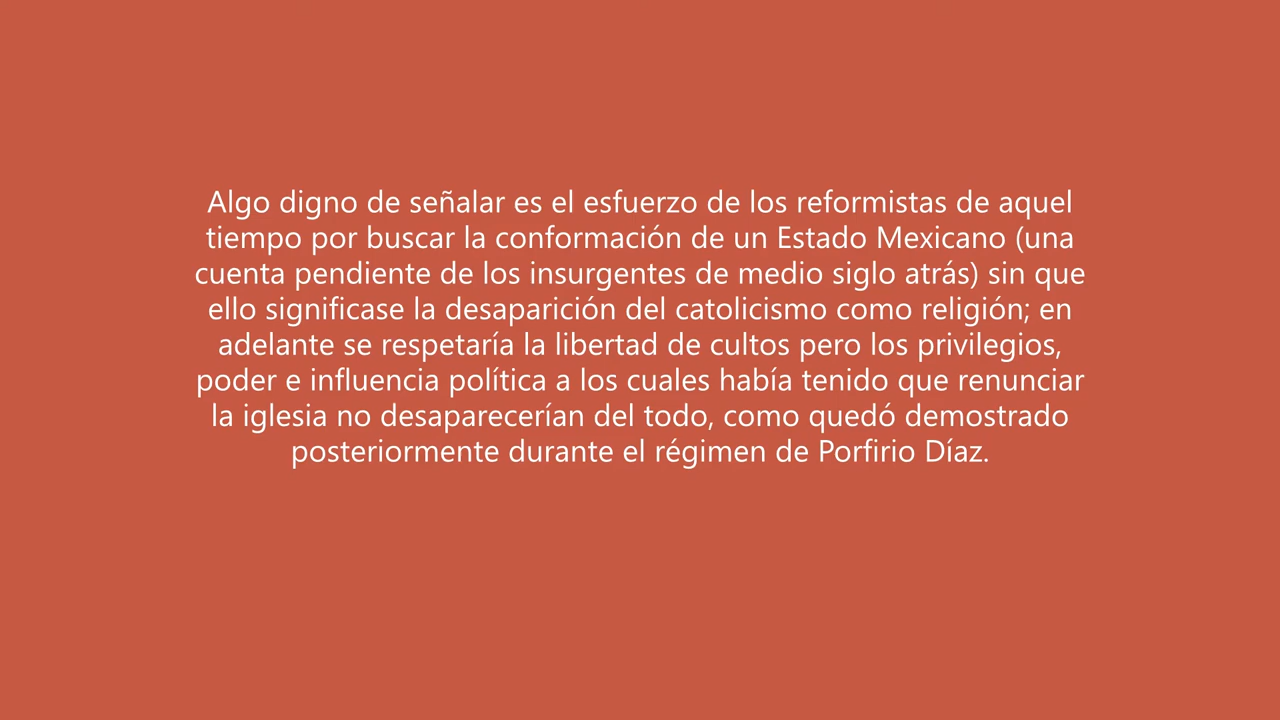 Algo digno de señalar es el esfuerzo de los reformistas de aquel
tiempo por buscar la conformación de un Estado Mexicano (una
cuenta pendiente de los insurgentes de medio siglo atrás) sin que
ello significase la desaparición del catolicismo como religión; en
adelante se respetaría la libertad de cultos pero los privilegios,
poder e influencia política a los cuales había tenido que renunciar
la iglesia no desaparecerían del todo, como quedó demostrado
posteriormente durante el régimen de Porfirio Díaz.